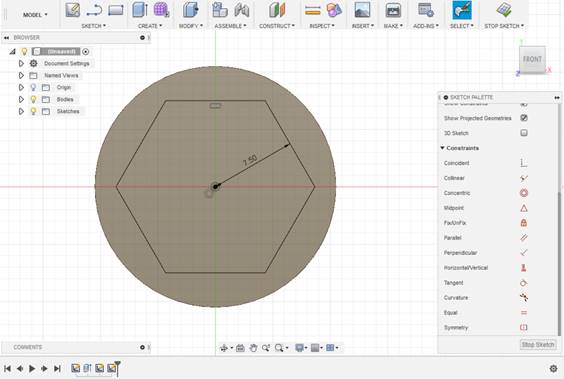 MODEL
SKETCH
CREATE
MODIFY
ASSEMBLE
CONSTRUCT
INSPECT
INSERT
MAKE
ADD-INS
SELECT
STOP SKETCH
BROWSER
(Unsaved)
Document Settings
Named Views
Origin
Bodies
Sketches
7.50
Z
X
FRONT
SKETCH PALETTE
Show Constraints
Show Projected Geometries
3D Sketch
Constraints
Coincident
Collinear
Concentric
Midpoint
Fix/UnFix
Parallel
Perpendicular
Horizontal/Vertical
Tangent
Curvature
Equal
Symmetry
Stop Sketch
COMMENTS